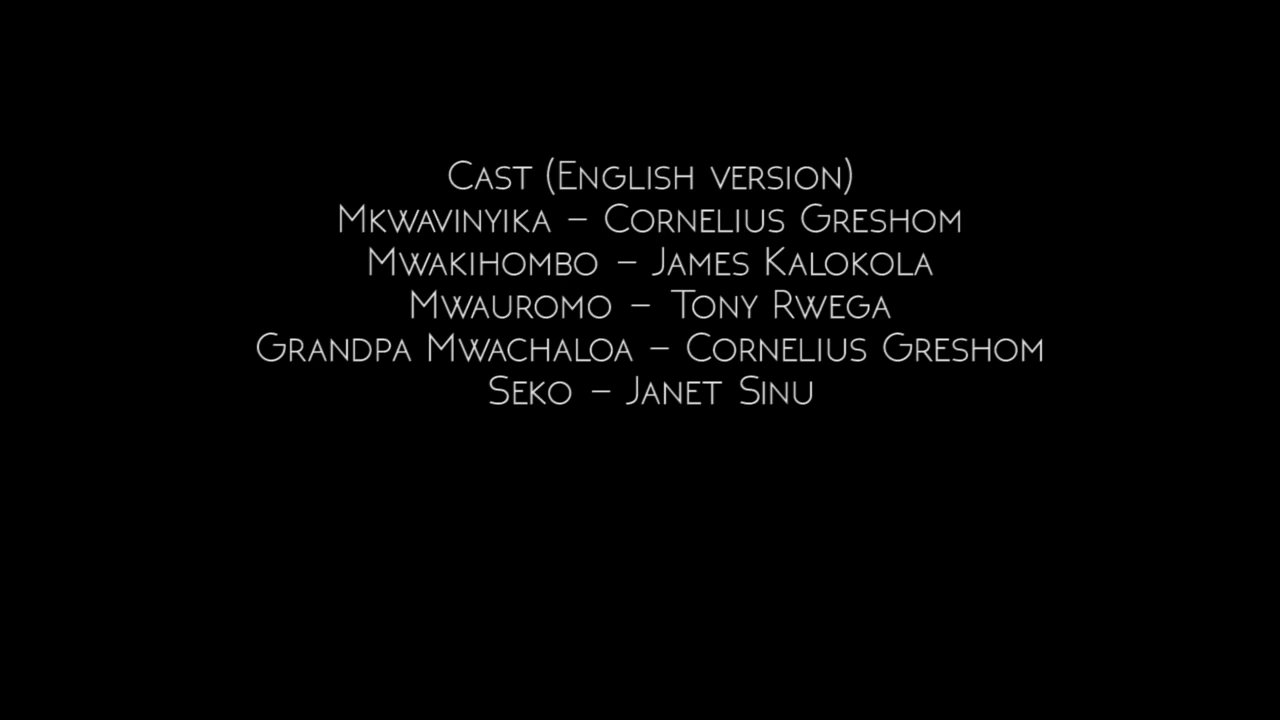 Cast (English version)
Mkwavinyika – Cornelius Greshom
Mwakihombo – James Kalokola
Mwauromo – Tony Rwega
Grandpa Mwachaloa – Cornelius Greshom
Seko – Janet Sinu